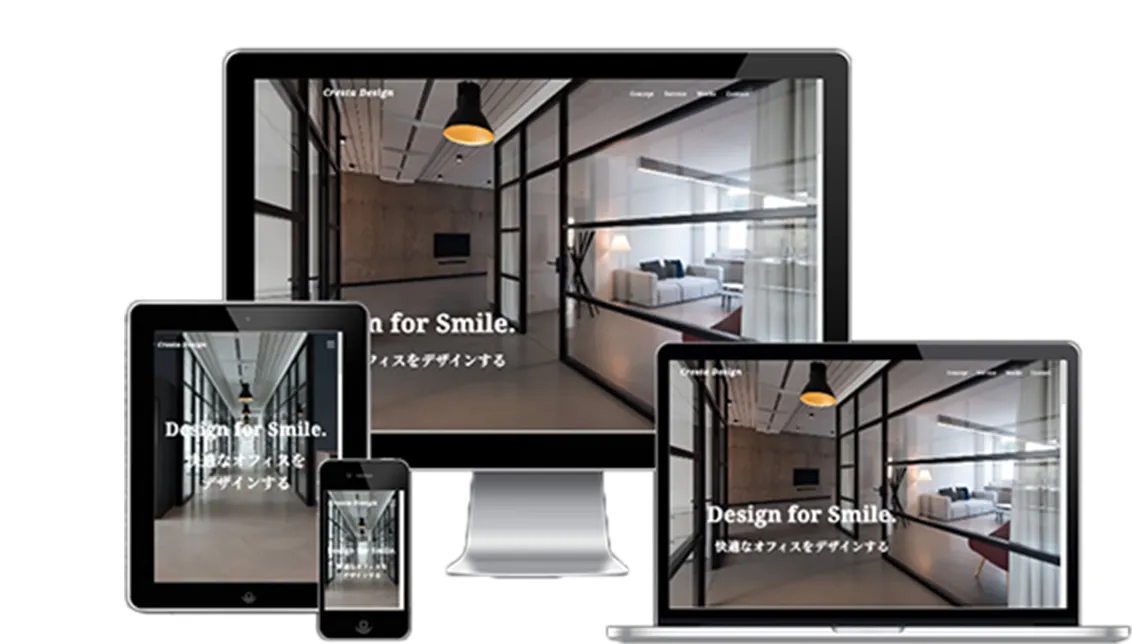 Cresta Design
Concept Service Works Contact
n for Smile.
フィスをデザインする
Cresta Design
Design for Smile.
快適なオフィスを
デザインする
Cresta Design
Concept Service Works Contact
Design for Smile.
快適なオフィスをデザインする
Cresta Design
Design for Smile.
快適なオフィスを
デザインする